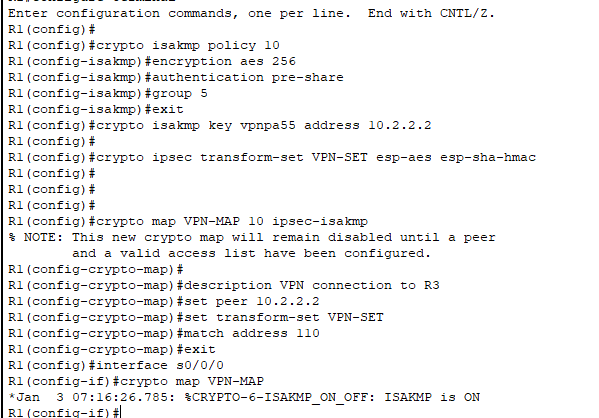 Enter configuration commands, one per line.  End with CNTL/Z.
R1(config)#
R1(config)#crypto isakmp policy 10
R1(config-isakmp)#encryption aes 256
R1(config-isakmp)#authentication pre-share
R1(config-isakmp)#group 5
R1(config-isakmp)#exit
R1(config)#crypto isakmp key vpnpa55 address 10.2.2.2
R1(config)#
R1(config)#crypto ipsec transform-set VPN-SET esp-aes esp-sha-hmac
R1(config)#
R1(config)#
R1(config)#
R1(config)#crypto map VPN-MAP 10 ipsec-isakmp
% NOTE: This new crypto map will remain disabled until a peer
        and a valid access list have been configured.
R1(config-crypto-map)#
R1(config-crypto-map)#description VPN connection to R3
R1(config-crypto-map)#set peer 10.2.2.2
R1(config-crypto-map)#set transform-set VPN-SET
R1(config-crypto-map)#match address 110
R1(config-crypto-map)#exit
R1(config)#interface s0/0/0
R1(config-if)#crypto map VPN-MAP
*Jan  3 07:16:26.785: %CRYPTO-6-ISAKMP_ON_OFF: ISAKMP is ON
R1(config-if)#